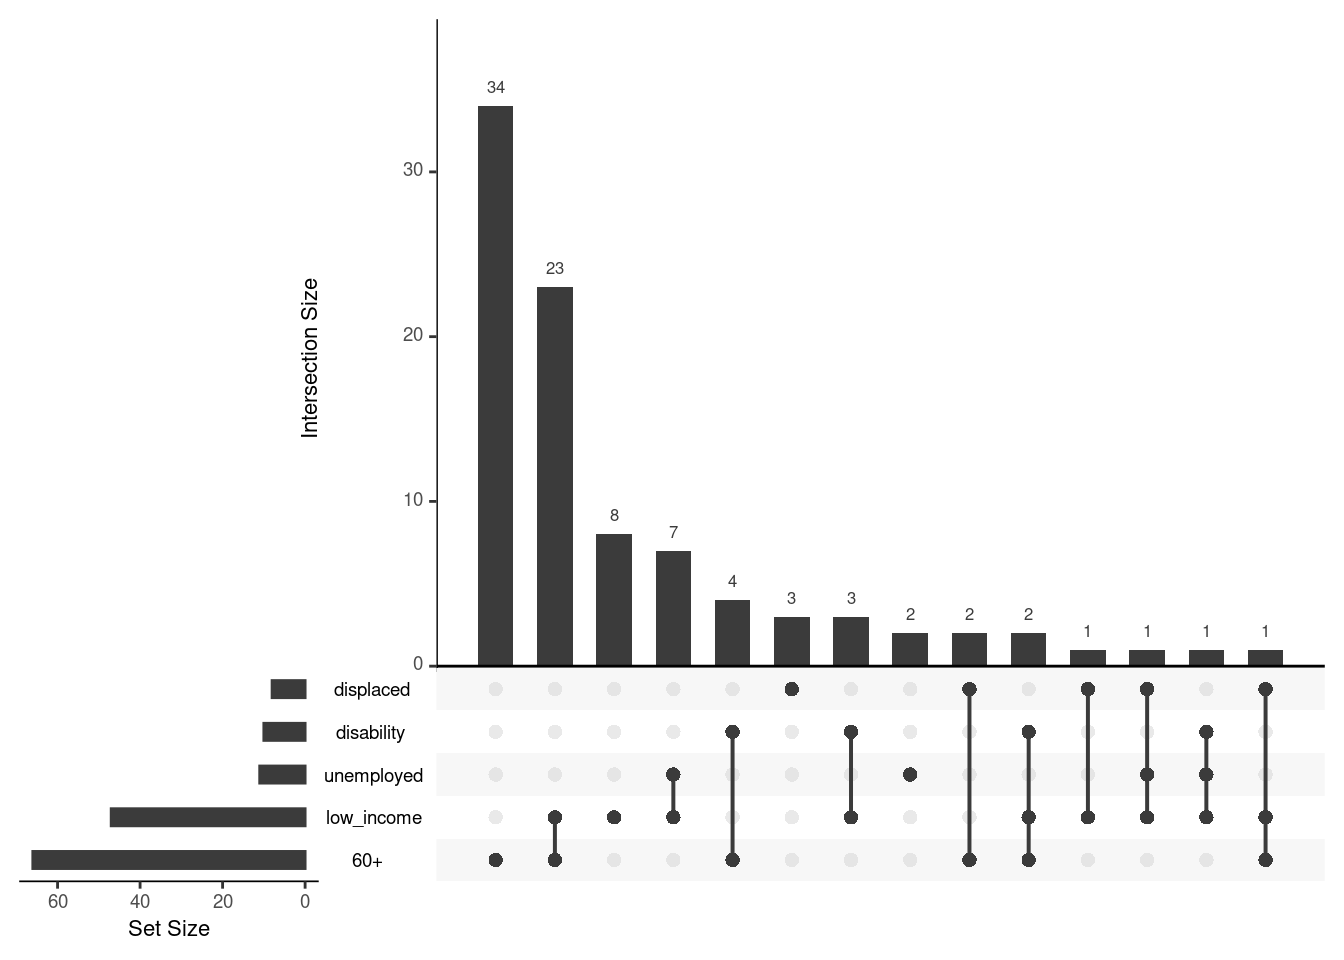 34
23
8
7
4
3
3
2
2
2
1
1
1
1
30
20
10
0
Intersection Size
displaced
disability
unemployed
low_income
60+
60 40 20 0
Set Size